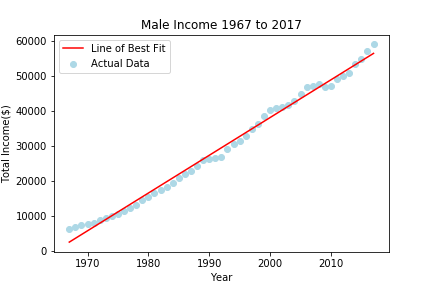 Male Income 1967 to 2017
Line of Best Fit
Actual Data
Total Income($)
60000
50000
40000
30000
20000
10000
0
1970 1980 1990 2000 2010
Year